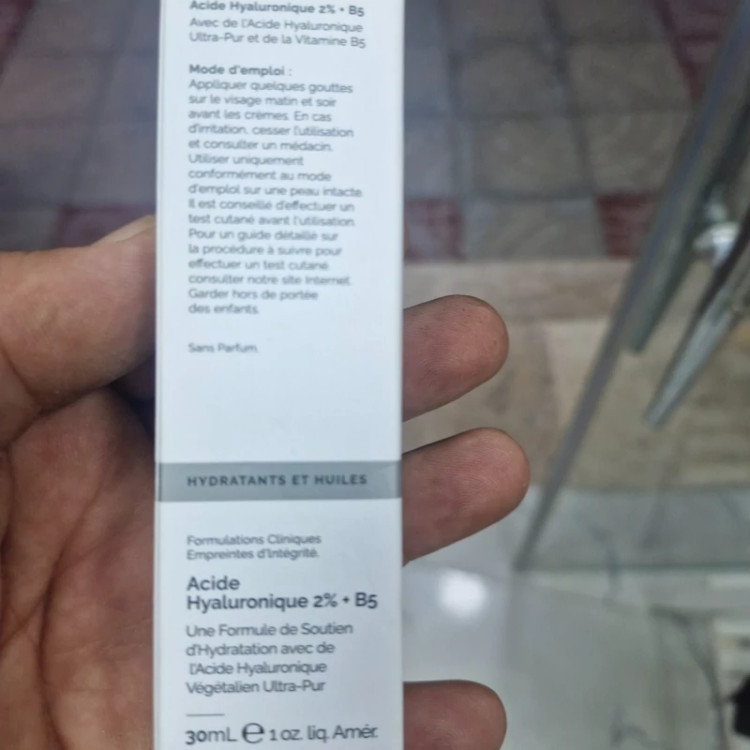 Acide Hyaluronique 2% + B5
Avec de l'Acide Hyaluronique
Ultra-Pur et de la Vitamine B5
Mode d'emploi :
Appliquer quelques gouttes
sur le visage matin et soir
avant les crèmes. En cas
d'irritation, cesser l'utilisation
et consulter un médacin.
Utiliser uniquement
conformément au mode
d'emploi sur une peau intacte.
Il est conseillé d'effectuer un
test cutané avant l'utilisation.
Pour un guide détaillé sur
la procédure à suivre pour
effectuer un test cutané,
consulter notre site Internet.
Garder hors de portée
des enfants.
Sans Parfum.
HYDRATANTS ET HUILES
Formulations Cliniques
Empreintes d'Intégrité.
Acide
Hyaluronique 2% + B5
Une Formule de Soutien
d'Hydratation avec de
l'Acide Hyaluronique
Végétalien Ultra-Pur
30mL ℮ 1 oz. liq. Amér.